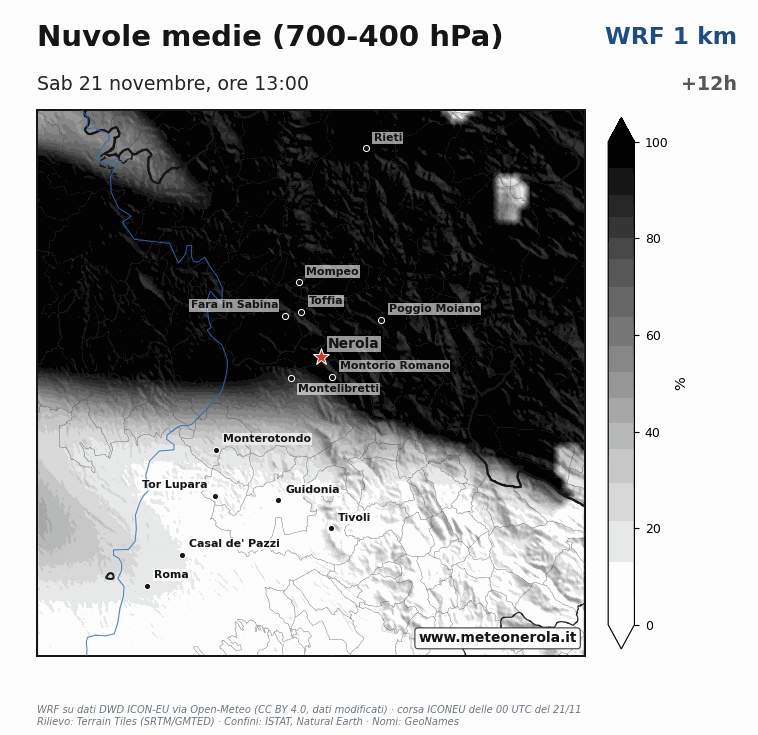 Nuvole medie (700-400 hPa)
WRF 1 km
Sab 21 novembre, ore 13:00
+12h
Rieti
Mompeo
Toffia
Fara in Sabina
Poggio Moiano
Nerola
Montorio Romano
Montelibretti
Monterotondo
Tor Lupara
Guidonia
Tivoli
Casal de' Pazzi
Roma
www.meteonerola.it
100
80
60
40
20
0
%
WRF su dati DWD ICON-EU via Open-Meteo (CC BY 4.0, dati modificati) · corsa ICONEU delle 00 UTC del 21/11
Rilievo: Terrain Tiles (SRTM/GMTED) · Confini: ISTAT, Natural Earth · Nomi: GeoNames